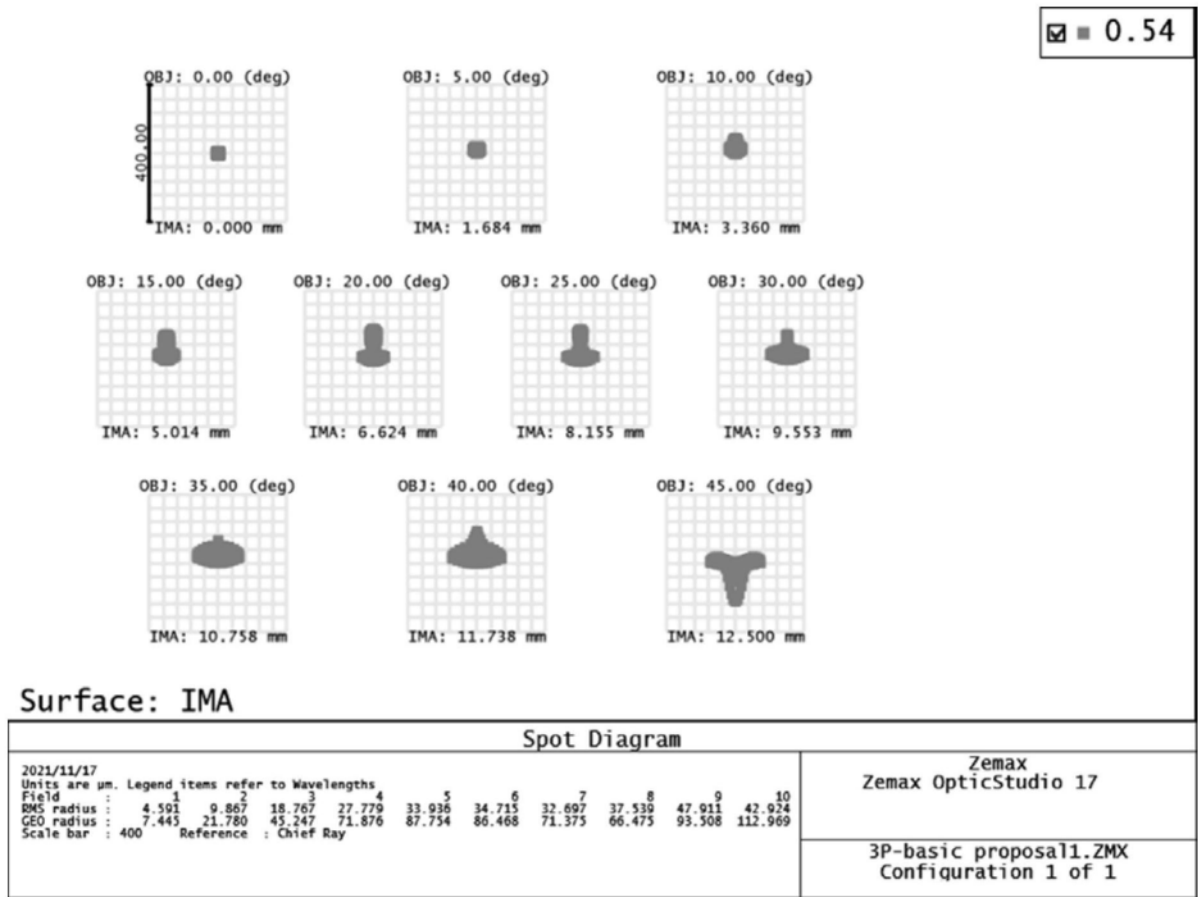 0.54
OBJ: 0.00 (deg) OBJ: 5.00 (deg) OBJ: 10.00 (deg)
400.00
IMA: 0.000 mm IMA: 1.684 mm IMA: 3.360 mm
OBJ: 15.00 (deg) OBJ: 20.00 (deg) OBJ: 25.00 (deg) OBJ: 30.00 (deg)
IMA: 5.014 mm IMA: 6.624 mm IMA: 8.155 mm IMA: 9.553 mm
OBJ: 35.00 (deg) OBJ: 40.00 (deg) OBJ: 45.00 (deg)
IMA: 10.758 mm IMA: 11.738 mm IMA: 12.500 mm
Surface: IMA
Spot Diagram
2021/11/17
Units are µm. Legend items refer to Wavelengths
Field : 1 2 3 4 5 6 7 8 9 10
RMS radius : 4.591 9.867 18.767 27.779 33.936 34.715 32.697 37.539 47.911 42.924
GEO radius : 7.445 21.780 45.247 71.876 87.754 86.468 71.375 66.475 93.508 112.969
Scale bar : 400 Reference : Chief Ray
Zemax
Zemax OpticStudio 17
3P-basic proposal1.ZMX
Configuration 1 of 1